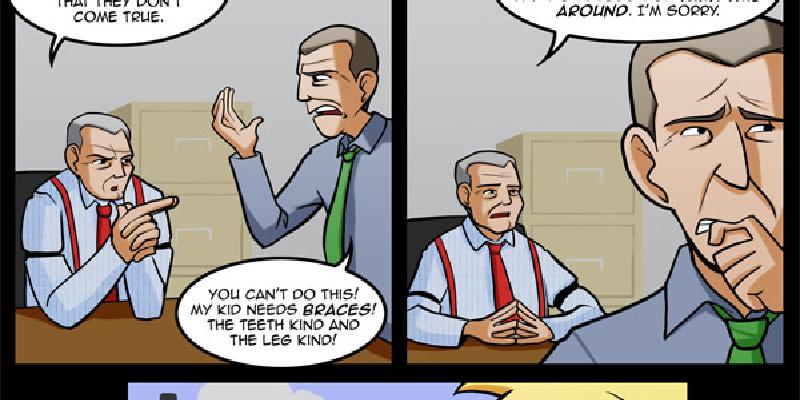 THAT THEY DON'T
COME TRUE.
AROUND. I'M SORRY.
YOU CAN'T DO THIS!
MY KID NEEDS BRACES!
THE TEETH KIND AND
THE LEG KIND!